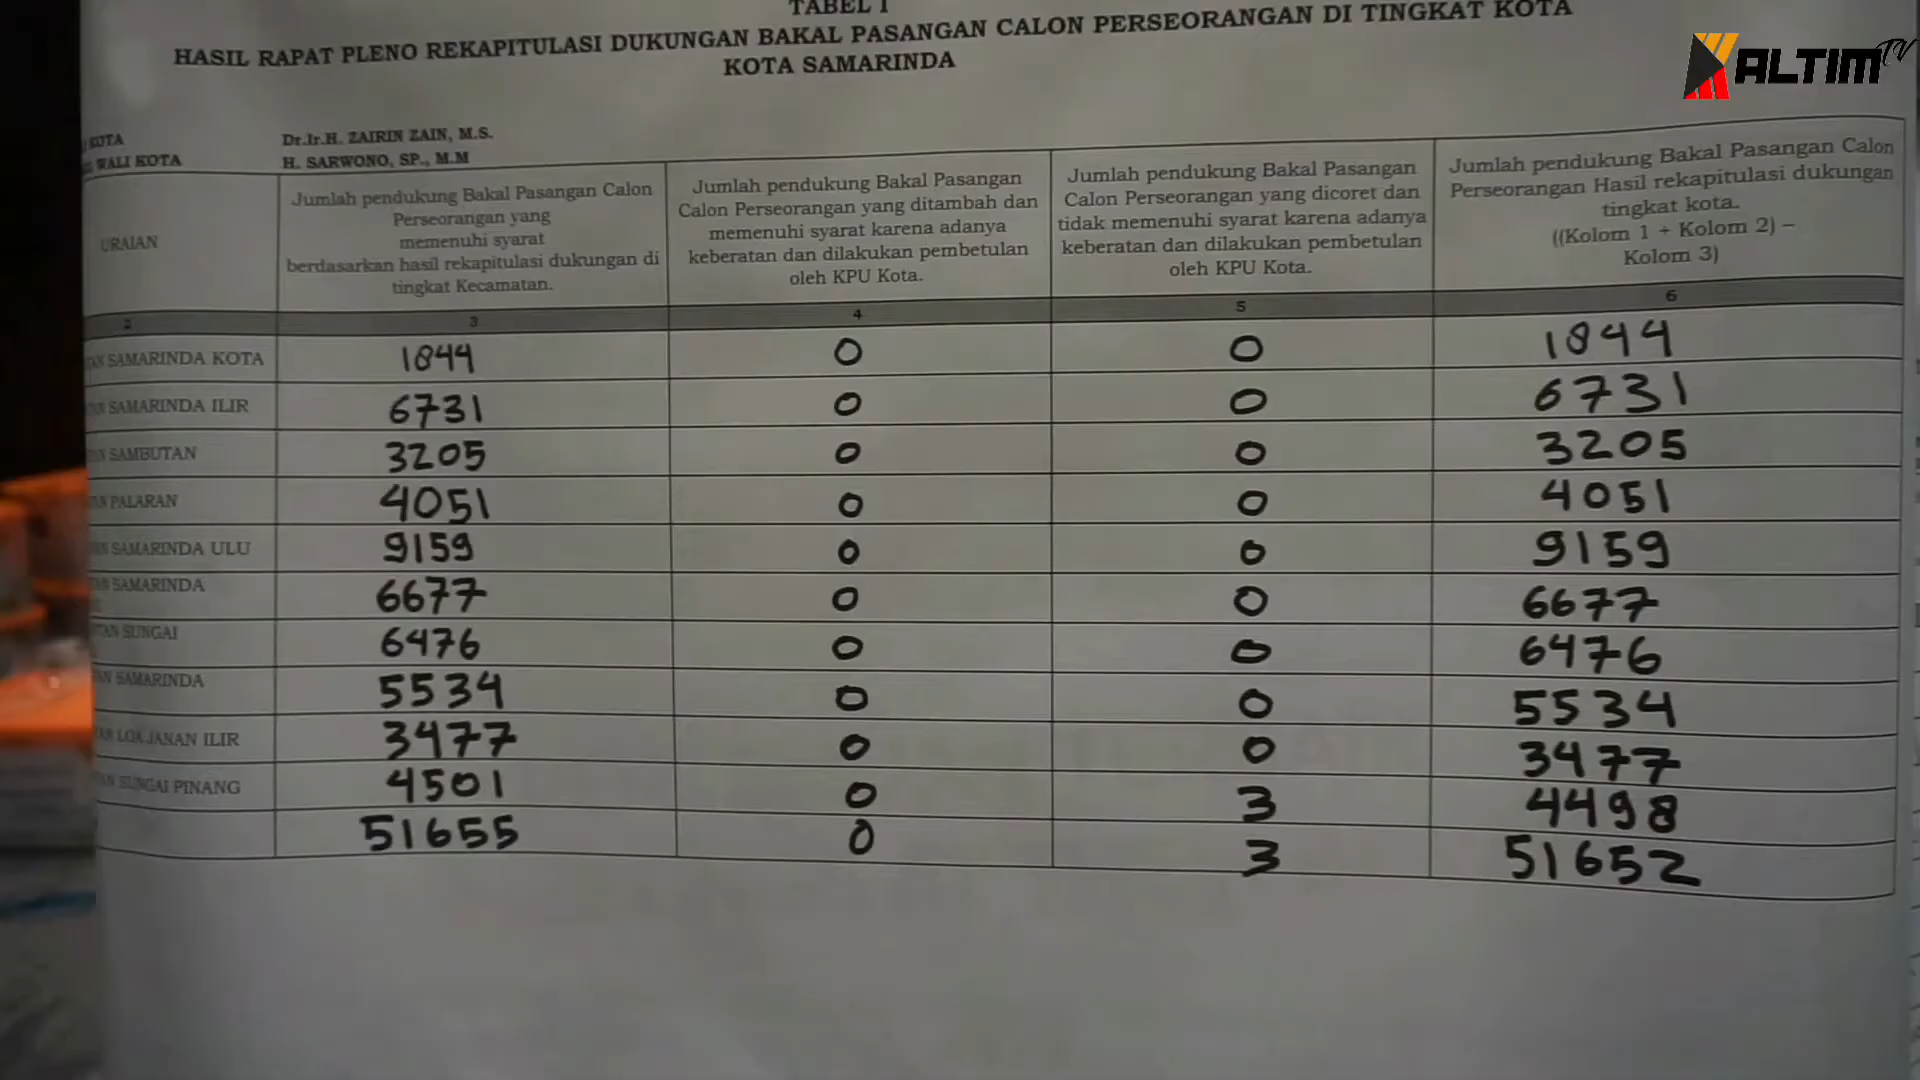 TABEL I
HASIL RAPAT PLENO REKAPITULASI DUKUNGAN BAKAL PASANGAN CALON PERSEORANGAN DI TINGKAT KOTA
KOTA SAMARINDA
KALTIM TV
KOTA Dr.Ir.H. ZAIRIN ZAIN, M.S.
WALI KOTA H. SARWONO, SP., M.M
URAIAN
Jumlah pendukung Bakal Pasangan Calon
Perseorangan yang
memenuhi syarat
berdasarkan hasil rekapitulasi dukungan di
tingkat Kecamatan.
Jumlah pendukung Bakal Pasangan
Calon Perseorangan yang ditambah dan
memenuhi syarat karena adanya
keberatan dan dilakukan pembetulan
oleh KPU Kota.
Jumlah pendukung Bakal Pasangan
Calon Perseorangan yang dicoret dan
tidak memenuhi syarat karena adanya
keberatan dan dilakukan pembetulan
oleh KPU Kota.
Jumlah pendukung Bakal Pasangan Calon
Perseorangan Hasil rekapitulasi dukungan
tingkat kota.
((Kolom 1 + Kolom 2) –
Kolom 3)
2 3 4 5 6
SAMARINDA KOTA 1844 0 0 1844
SAMARINDA ILIR 6731 0 0 6731
SAMBUTAN 3205 0 0 3205
PALARAN 4051 0 0 4051
SAMARINDA ULU 9159 0 0 9159
SAMARINDA 6677 0 0 6677
SUNGAI 6476 0 0 6476
SAMARINDA 5534 0 0 5534
LOA JANAN ILIR 3477 0 0 3477
SUNGAI PINANG 4501 0 3 4498
51655 0 3 51652